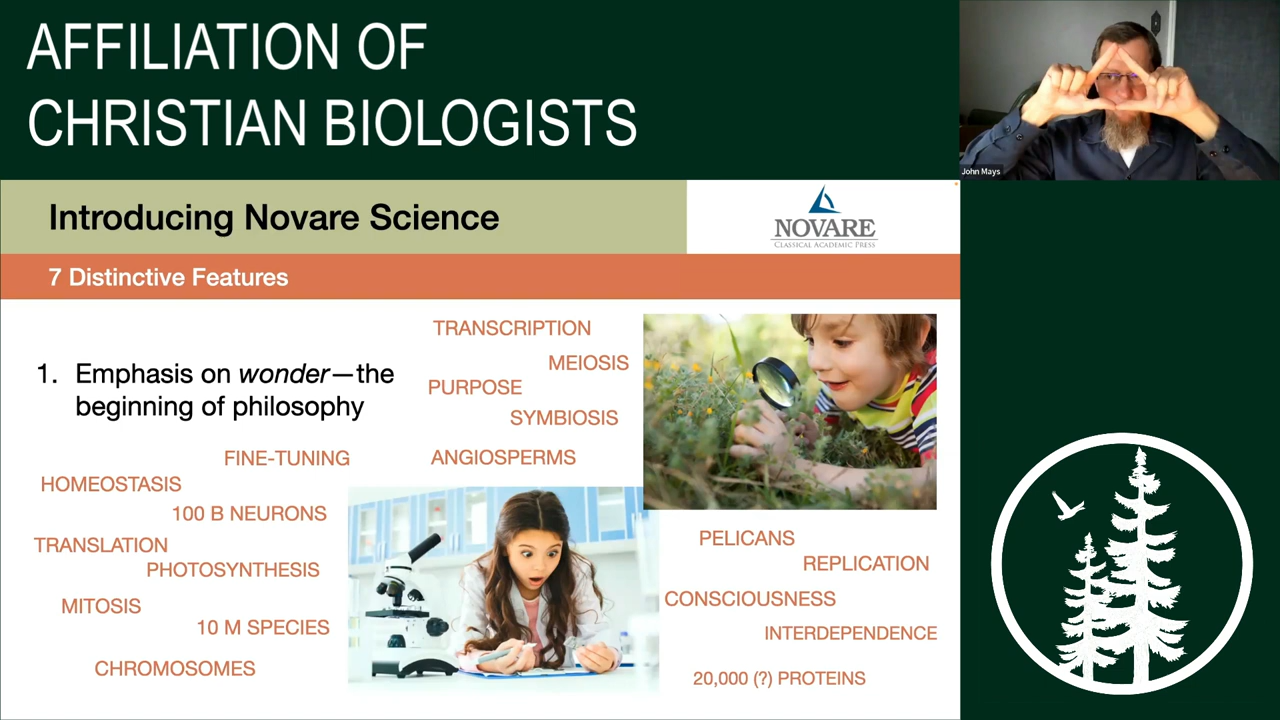 AFFILIATION OF
CHRISTIAN BIOLOGISTS
John Mays
Introducing Novare Science
NOVARE
CLASSICAL ACADEMIC PRESS
7 Distinctive Features
1. Emphasis on wonder—the
beginning of philosophy
TRANSCRIPTION
MEIOSIS
PURPOSE
SYMBIOSIS
FINE-TUNING
ANGIOSPERMS
HOMEOSTASIS
100 B NEURONS
TRANSLATION
PHOTOSYNTHESIS
MITOSIS
10 M SPECIES
CHROMOSOMES
PELICANS
REPLICATION
CONSCIOUSNESS
INTERDEPENDENCE
20,000 (?) PROTEINS